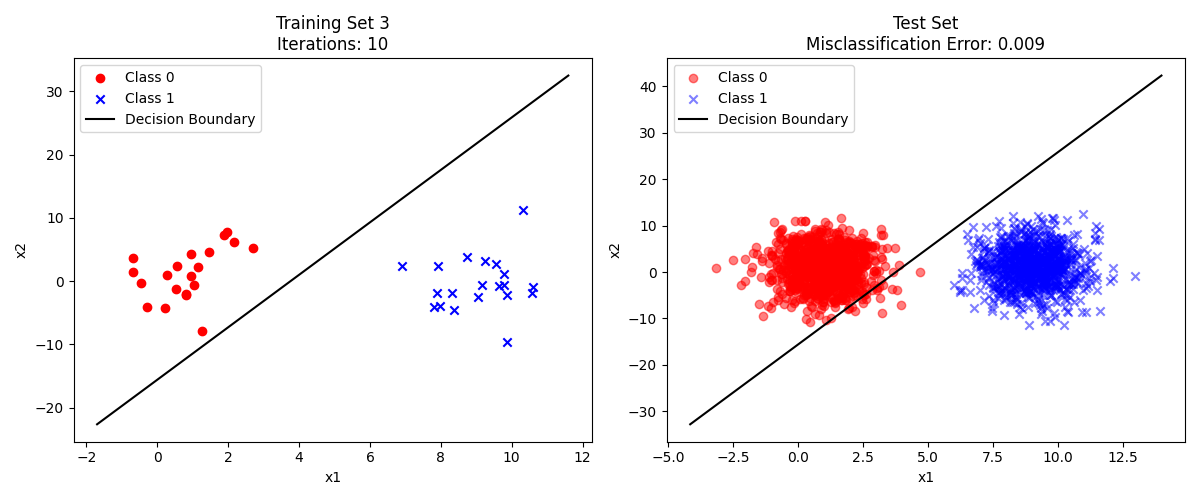 Training Set 3
Iterations: 10
Class 0
Class 1
Decision Boundary
x2
30
20
10
0
−10
−20
−2
0
2
4
6
8
10
12
x1
Test Set
Misclassification Error: 0.009
Class 0
Class 1
Decision Boundary
x2
40
30
20
10
0
−10
−20
−30
−5.0
−2.5
0.0
2.5
5.0
7.5
10.0
12.5
x1